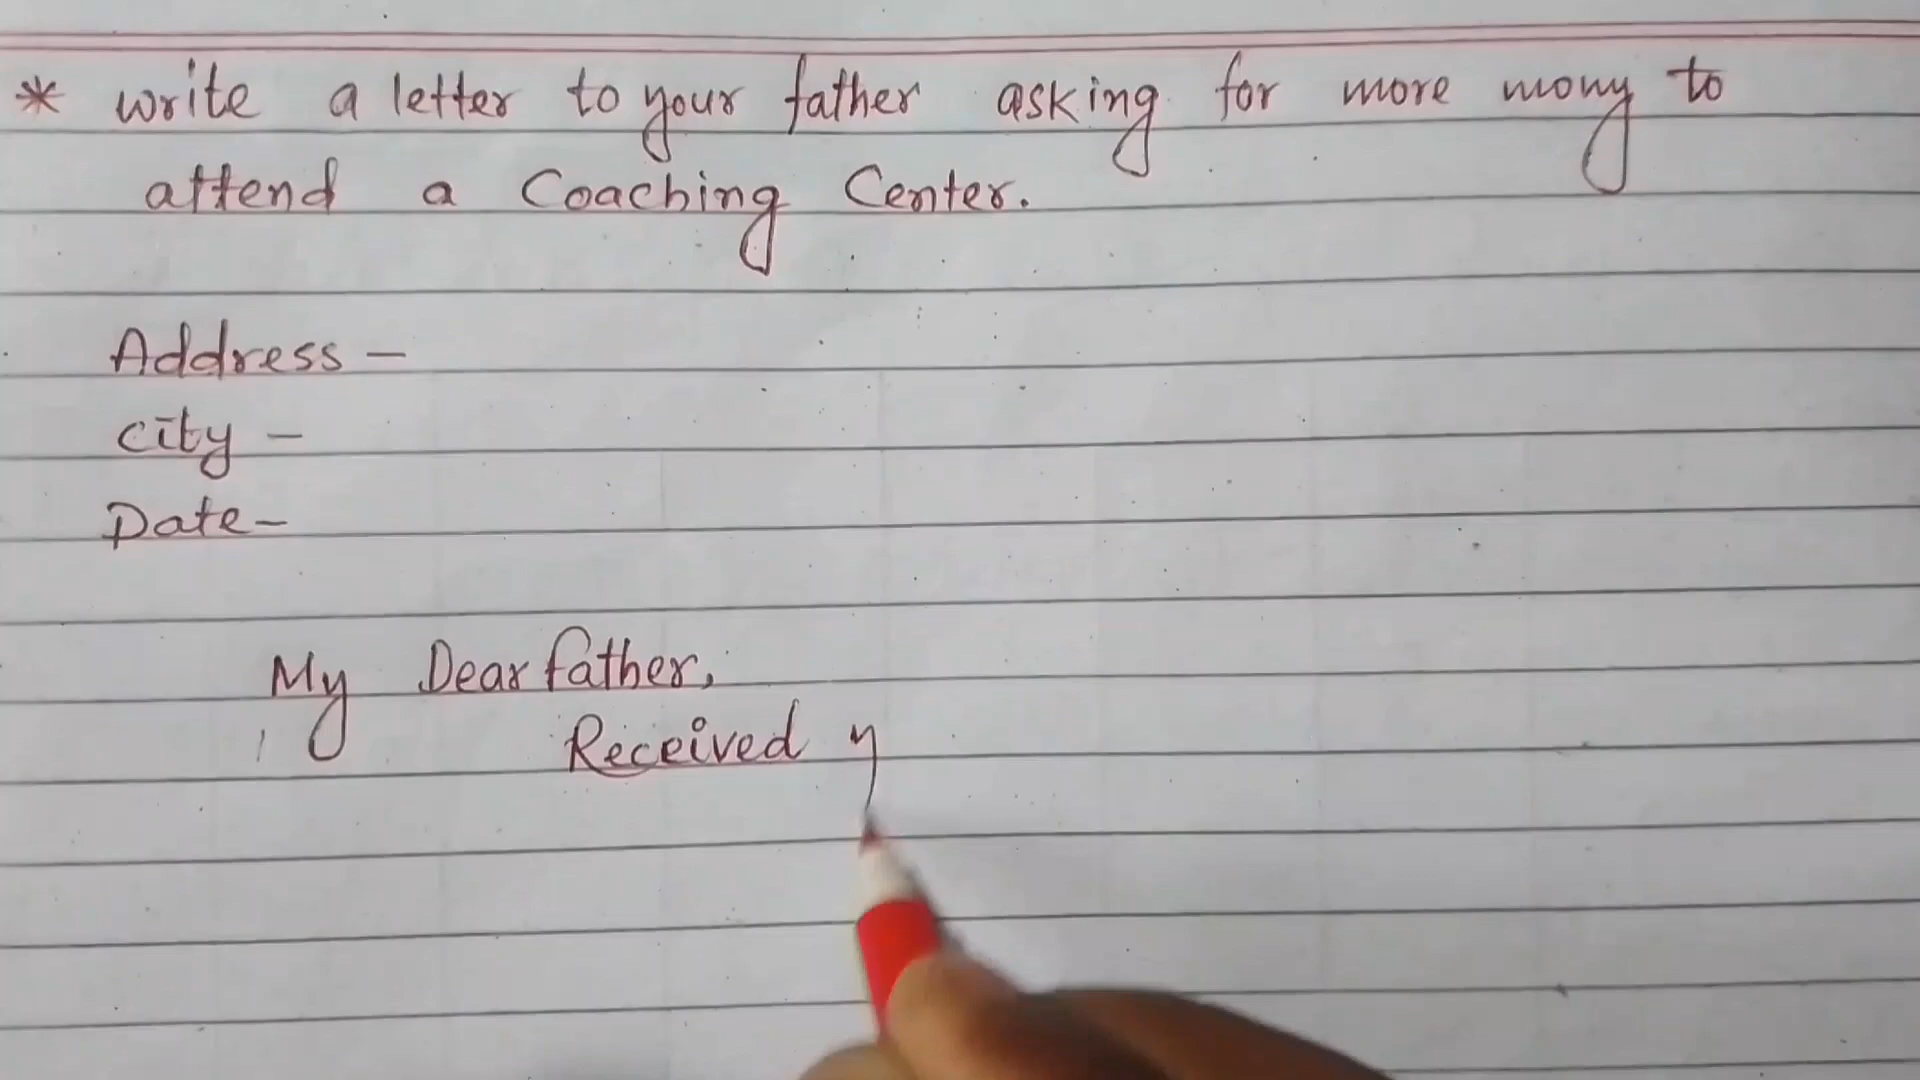 * write a letter to your father asking for more mony to
attend a Coaching Center.
Address -
City -
Date -
My Dear father,
Received y